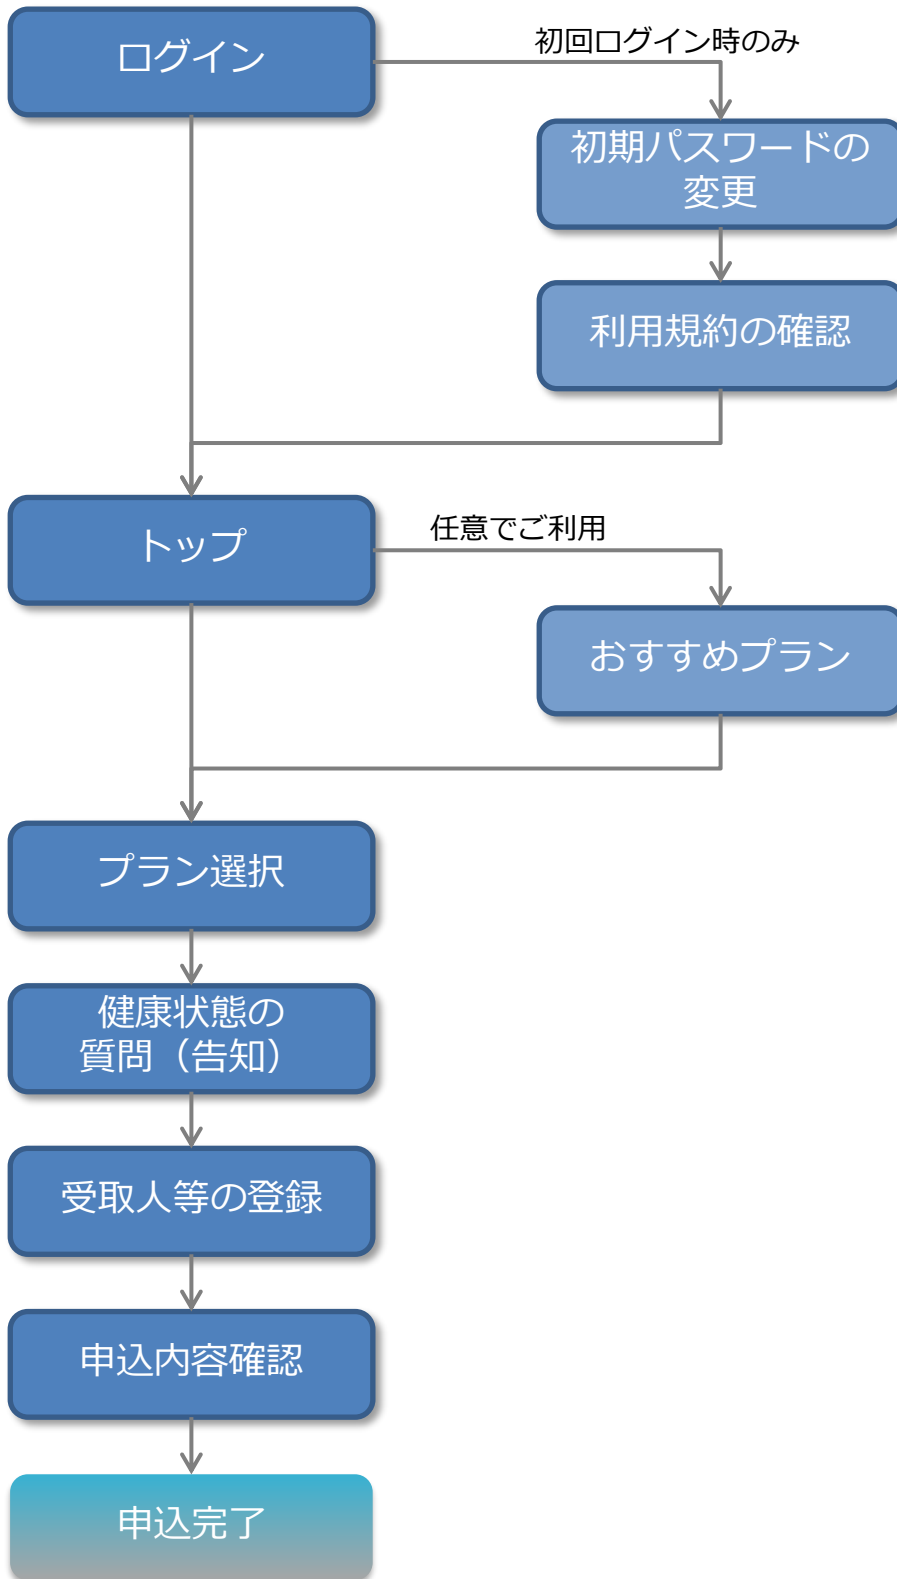 ログイン
初回ログイン時のみ
初期パスワードの
変更
利用規約の確認
トップ
任意でご利用
おすすめプラン
プラン選択
健康状態の
質問（告知）
受取人等の登録
申込内容確認
申込完了